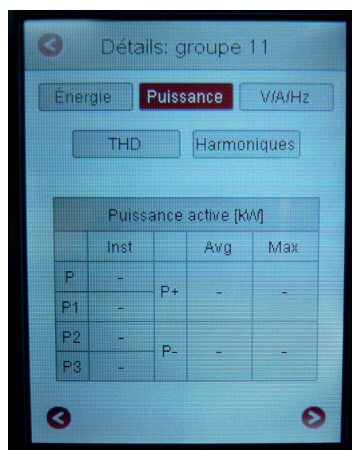 Détails: groupe 11
Énergie Puissance V/A/Hz
THD Harmoniques
Puissance active [kW]
Inst Avg Max
P -
P+ - -
P1 -
P2 -
P- - -
P3 -